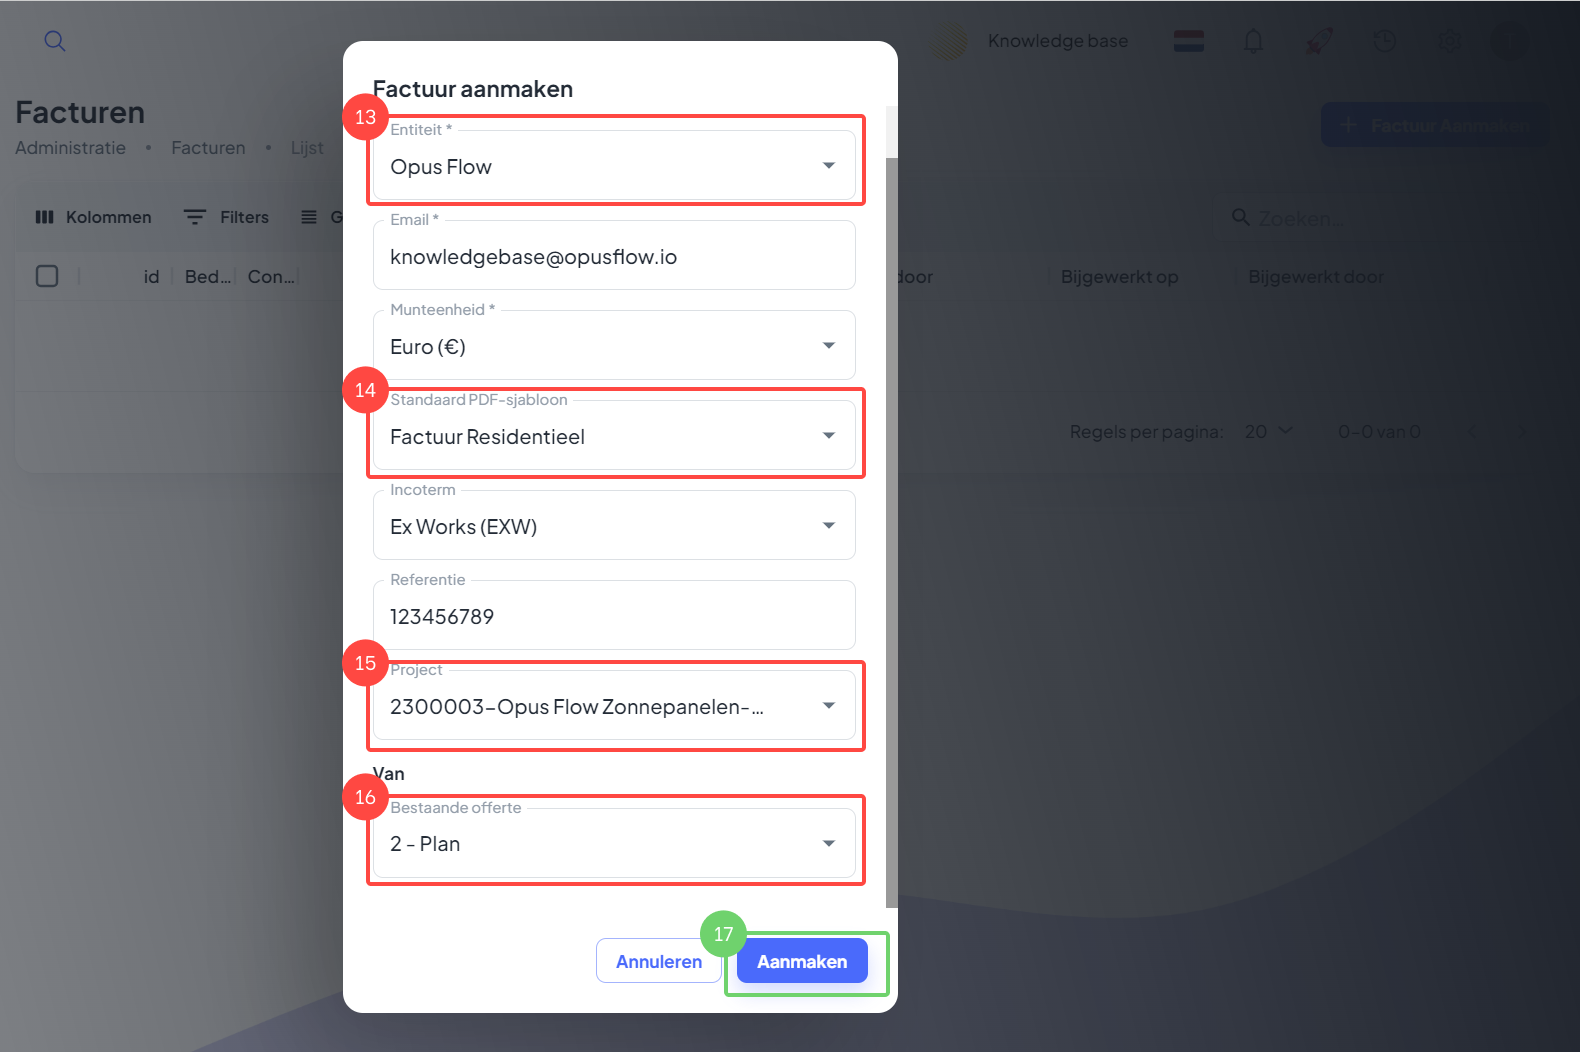 Knowledge base
Facturen
Administratie • Facturen • Lijst
+ Factuur Aanmaken
Kolommen Filters G
Zoeken...
id Bed... Con...
door Bijgewerkt op Bijgewerkt door
Regels per pagina: 20 0-0 van 0
Factuur aanmaken
13
Entiteit *
Opus Flow
Email *
knowledgebase@opusflow.io
Munteenheid *
Euro (€)
14
Standaard PDF-sjabloon
Factuur Residentieel
Incoterm
Ex Works (EXW)
Referentie
123456789
15
Project
2300003-Opus Flow Zonnepanelen-...
Van
16
Bestaande offerte
2 - Plan
17
Annuleren Aanmaken